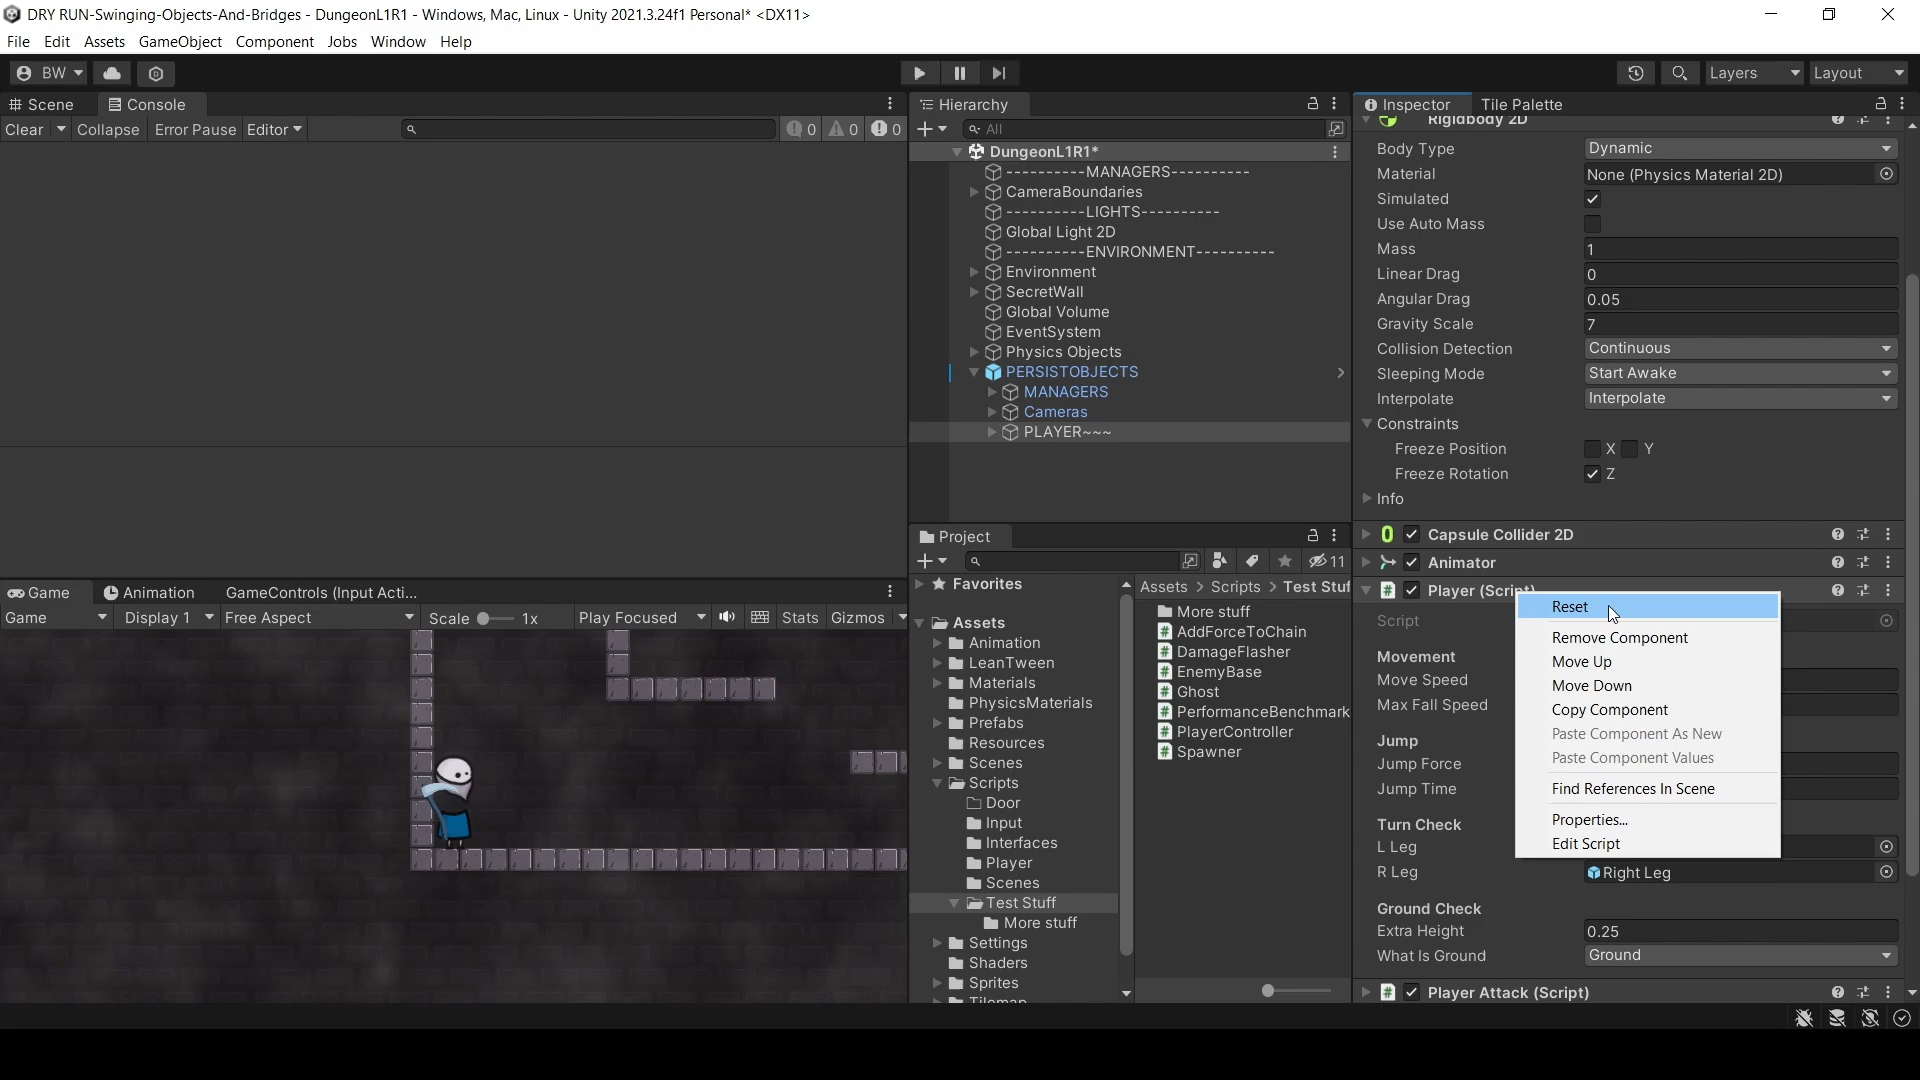 DRY RUN-Swinging-Objects-And-Bridges - DungeonL1R1 - Windows, Mac, Linux - Unity 2021.3.24f1 Personal* <DX11>
File Edit Assets GameObject Component Jobs Window Help
BW Layers Layout
Scene Console
Clear Collapse Error Pause Editor 0 0 0
Hierarchy
All
DungeonL1R1*
----------MANAGERS----------
CameraBoundaries
----------LIGHTS----------
Global Light 2D
----------ENVIRONMENT----------
Environment
SecretWall
Global Volume
EventSystem
Physics Objects
PERSISTOBJECTS
MANAGERS
Cameras
PLAYER~~~
Inspector Tile Palette
Rigidbody 2D
Body Type Dynamic
Material None (Physics Material 2D)
Simulated
Use Auto Mass
Mass 1
Linear Drag 0
Angular Drag 0.05
Gravity Scale 7
Collision Detection Continuous
Sleeping Mode Start Awake
Interpolate Interpolate
Constraints
Freeze Position X Y
Freeze Rotation Z
Info
Capsule Collider 2D
Animator
Player (Script)
Script
Movement
Move Speed
Max Fall Speed
Jump
Jump Force
Jump Time
Turn Check
L Leg
R Leg Right Leg
Ground Check
Extra Height 0.25
What Is Ground Ground
Player Attack (Script)
Reset
Remove Component
Move Up
Move Down
Copy Component
Paste Component As New
Paste Component Values
Find References In Scene
Properties...
Edit Script
Game Animation GameControls (Input Acti...
Game Display 1 Free Aspect Scale 1x Play Focused Stats Gizmos
Project
11
Favorites
Assets
Animation
LeanTween
Materials
PhysicsMaterials
Prefabs
Resources
Scenes
Scripts
Door
Input
Interfaces
Player
Scenes
Test Stuff
More stuff
Settings
Shaders
Sprites
Tilemap
Assets > Scripts > Test Stuf
More stuff
AddForceToChain
DamageFlasher
EnemyBase
Ghost
PerformanceBenchmark
PlayerController
Spawner